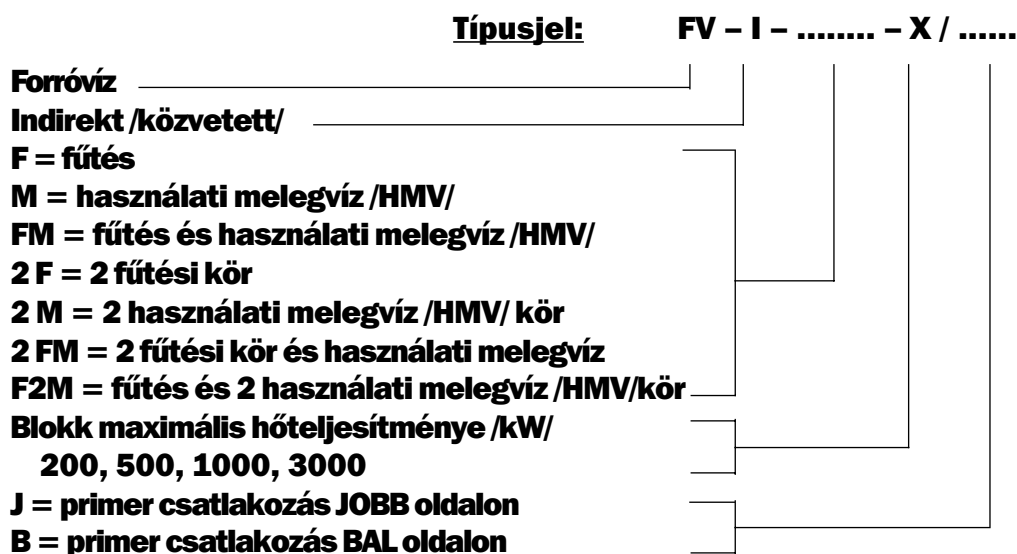 Típusjel: FV – I – ........ – X / ......
Forróvíz
Indirekt /közvetett/
F = fűtés
M = használati melegvíz /HMV/
FM = fűtés és használati melegvíz /HMV/
2 F = 2 fűtési kör
2 M = 2 használati melegvíz /HMV/ kör
2 FM = 2 fűtési kör és használati melegvíz
F2M = fűtés és 2 használati melegvíz /HMV/kör
Blokk maximális hőteljesítménye /kW/
200, 500, 1000, 3000
J = primer csatlakozás JOBB oldalon
B = primer csatlakozás BAL oldalon